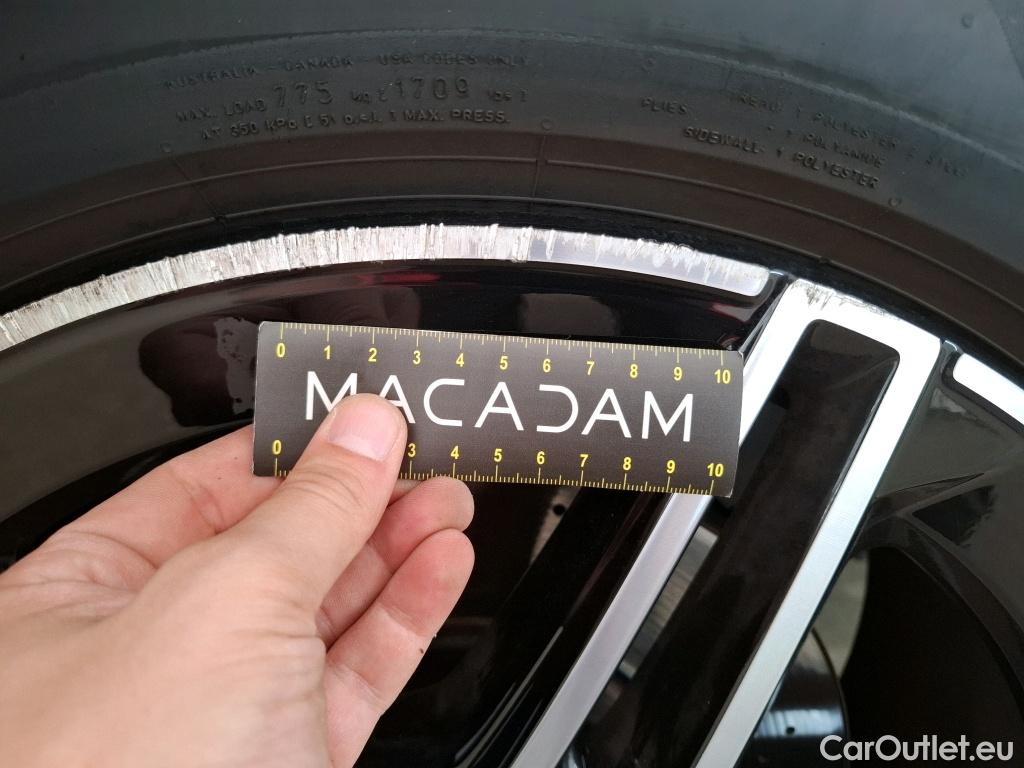 AUSTRALIA - CANADA - USA CODES ONLY
MAX. LOAD 775 kg [ 1709 lbs ]
AT 350 kPa [ 51 p.s.i. ] MAX. PRESS.
PLIES
TREAD 1 POLYESTER 2 STEEL
1 POLYAMIDE
SIDEWALL 1 POLYESTER
0 1 2 3 4 5 6 7 8 9 10
MACADAM
0 3 4 5 6 7 8 9 10
CarOutlet.eu